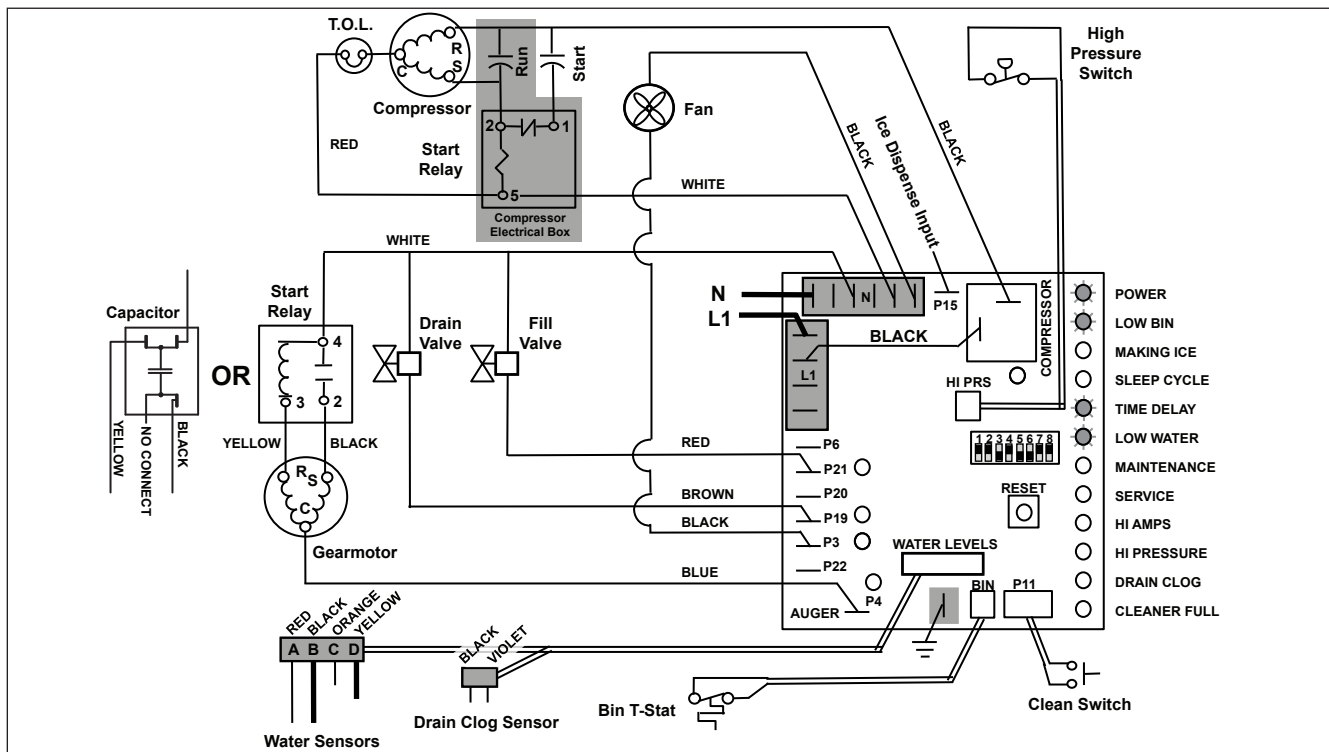 T.O.L.
R
S
C
Compressor
Run
Start
2
1
5
Start
Relay
Compressor
Electrical Box
RED
WHITE
Fan
BLACK
Ice Dispense Input
BLACK
High
Pressure
Switch
WHITE
Capacitor
YELLOW
NO CONNECT
BLACK
OR
Start
Relay
4
3
2
YELLOW
BLACK
R
S
C
Gearmotor
Drain
Valve
Fill
Valve
N
L1
N
P15
L1
BLACK
COMPRESSOR
HI PRS
1 2 3 4 5 6 7 8
RESET
POWER
LOW BIN
MAKING ICE
SLEEP CYCLE
TIME DELAY
LOW WATER
MAINTENANCE
SERVICE
HI AMPS
HI PRESSURE
DRAIN CLOG
CLEANER FULL
RED
BROWN
BLACK
BLUE
P6
P21
P20
P19
P3
P22
P4
AUGER
WATER LEVELS
BIN
P11
RED
BLACK
ORANGE
YELLOW
A B C D
Water Sensors
BLACK
VIOLET
Drain Clog Sensor
Bin T-Stat
Clean Switch